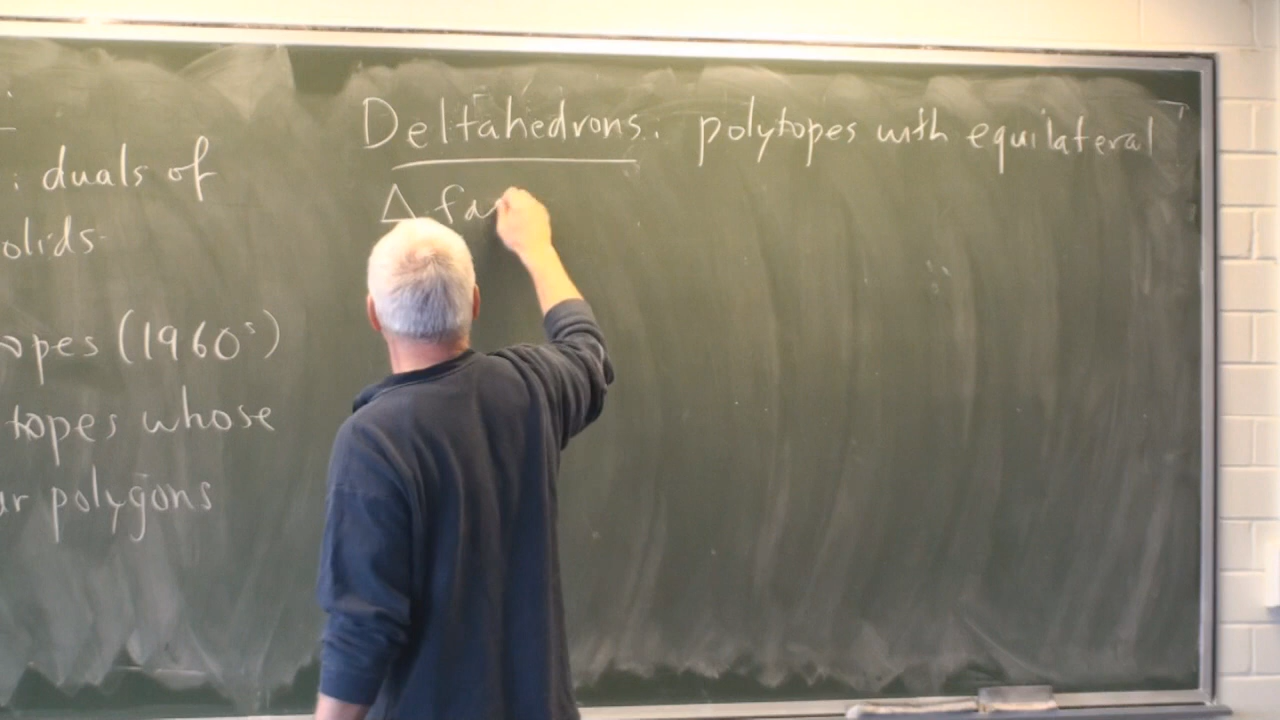 : duals of
olids.
opes (1960s)
topes whose
ar polygons
Deltahedrons: polytopes with equilateral
Δ fa